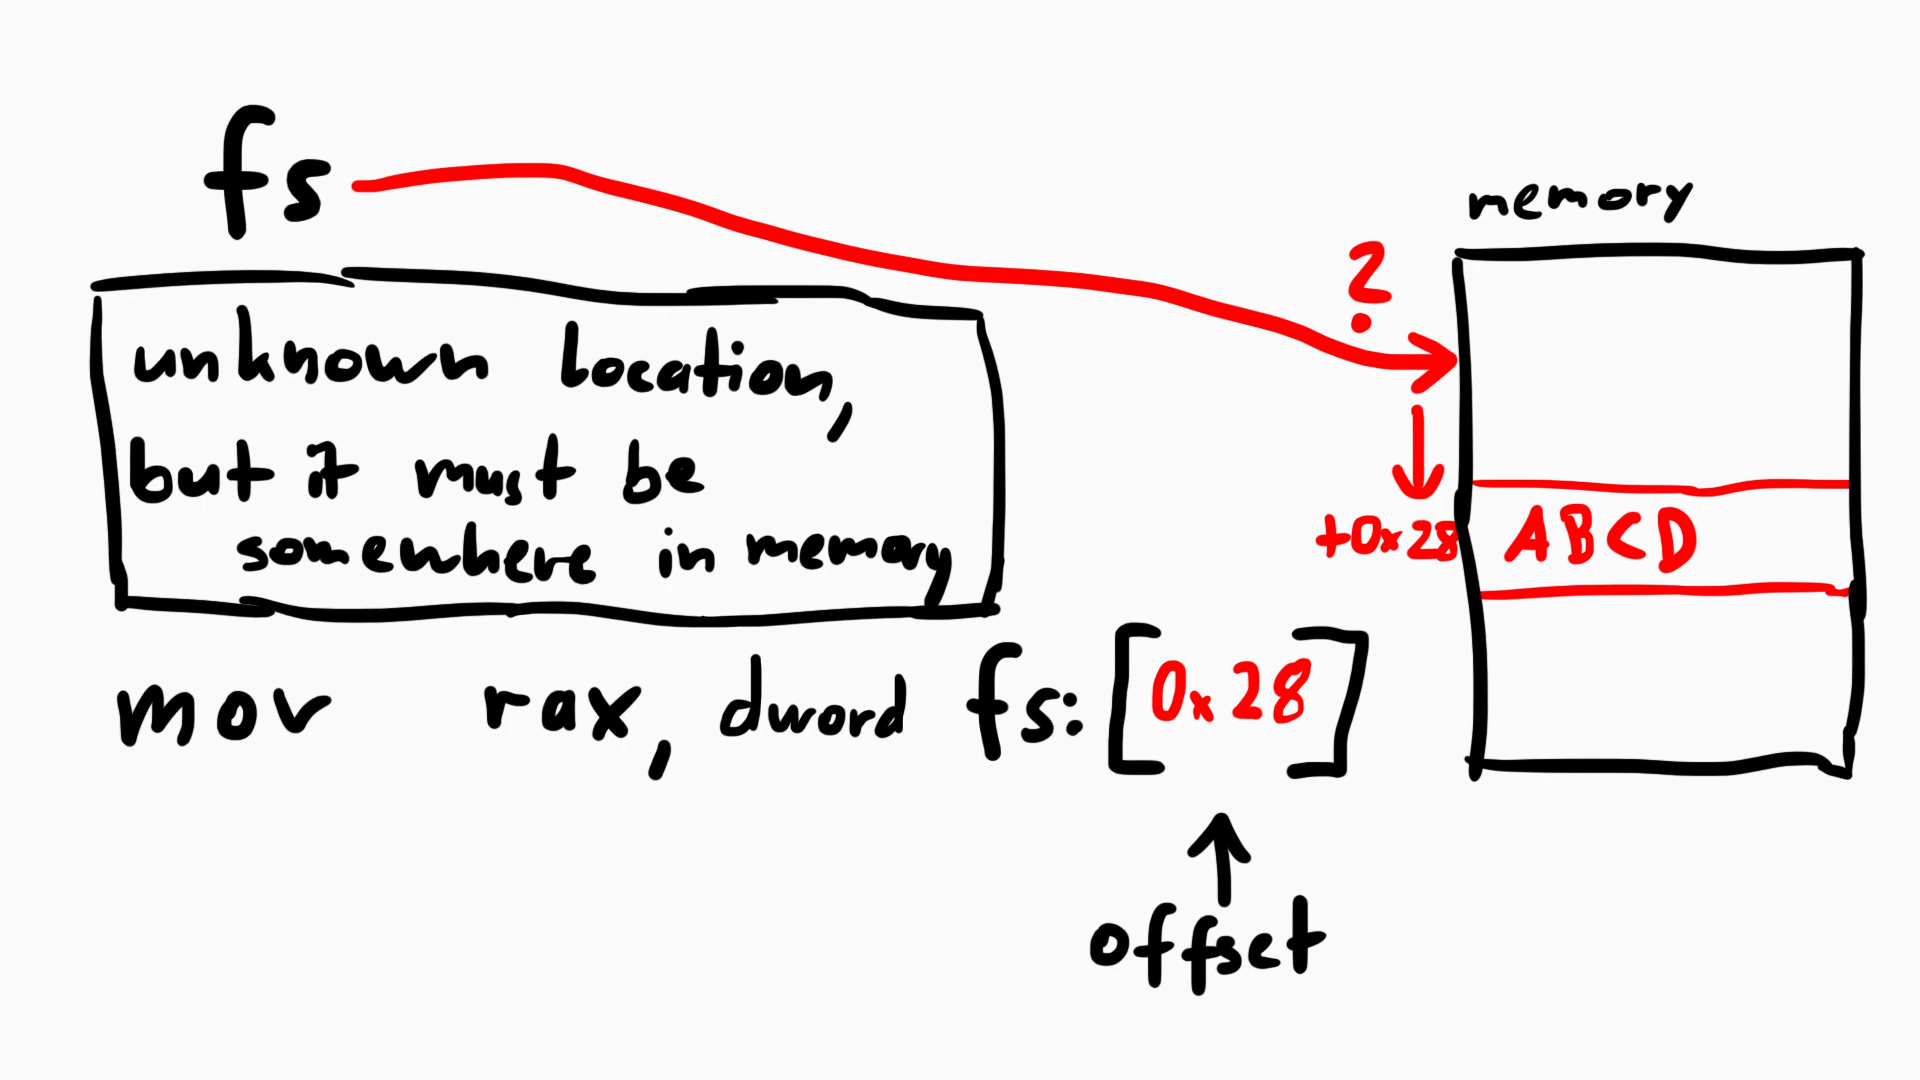 fs
memory
?
unknown location,
but it must be
somewhere in memory
+0x28
ABCD
mov rax, dword fs:[0x28]
offset